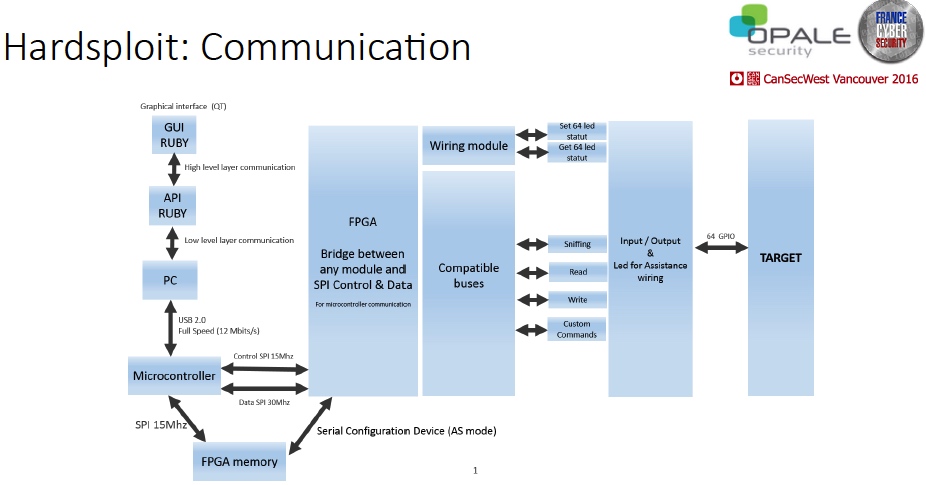 Hardsploit: Communication
OPALE
security
FRANCE
CYBER
SECURITY
CanSecWest Vancouver 2016
Graphical interface (QT)
GUI
RUBY
High level layer communication
API
RUBY
Low level layer communication
PC
USB 2.0
Full Speed (12 Mbits/s)
Microcontroller
Control SPI 15Mhz
Data SPI 30Mhz
SPI 15Mhz
FPGA memory
Serial Configuration Device (AS mode)
FPGA
Bridge between
any module and
SPI Control & Data
For microcontroller communication
Wiring module
Set 64 led
statut
Get 64 led
statut
Compatible
buses
Sniffing
Read
Write
Custom
Commands
Input / Output
&
Led for Assistance
wiring
64 GPIO
TARGET
1